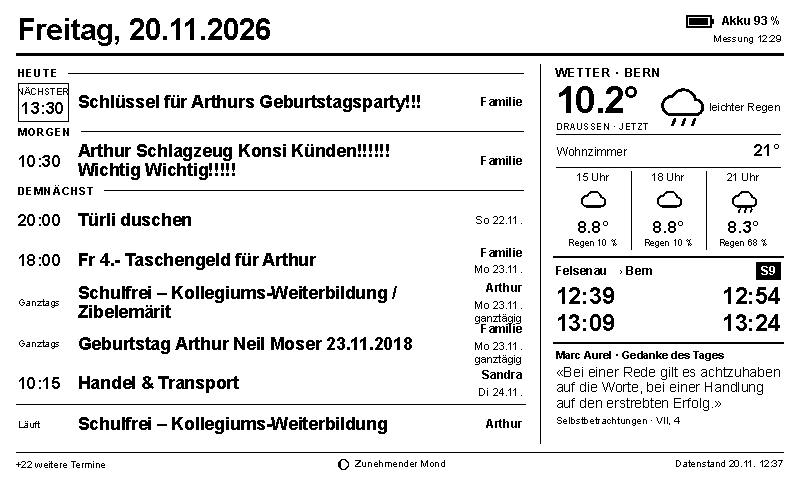 Freitag, 20.11.2026
Akku 93 %
Messung 12:29
HEUTE
NÄCHSTER
13:30 Schlüssel für Arthurs Geburtstagsparty!!! Familie
MORGEN
10:30 Arthur Schlagzeug Konsi Künden!!!!!! Familie
Wichtig Wichtig!!!!!
DEMNÄCHST
20:00 Türli duschen So 22.11.
18:00 Fr 4.- Taschengeld für Arthur Familie
Mo 23.11.
Ganztags Schulfrei – Kollegiums-Weiterbildung / Arthur
Zibelemärit Mo 23.11.
ganztägig
Ganztags Geburtstag Arthur Neil Moser 23.11.2018 Familie
Mo 23.11.
ganztägig
10:15 Handel & Transport Sandra
Di 24.11.
Läuft Schulfrei – Kollegiums-Weiterbildung Arthur
WETTER · BERN
10.2° leichter Regen
DRAUSSEN · JETZT
Wohnzimmer 21°
15 Uhr 18 Uhr 21 Uhr
8.8° 8.8° 8.3°
Regen 10 % Regen 10 % Regen 68 %
Felsenau › Bern S9
12:39 12:54
13:09 13:24
Marc Aurel · Gedanke des Tages
«Bei einer Rede gilt es achtzuhaben
auf die Worte, bei einer Handlung
auf den erstrebten Erfolg.»
Selbstbetrachtungen · VII, 4
+22 weitere Termine
Zunehmender Mond
Datenstand 20.11. 12:37